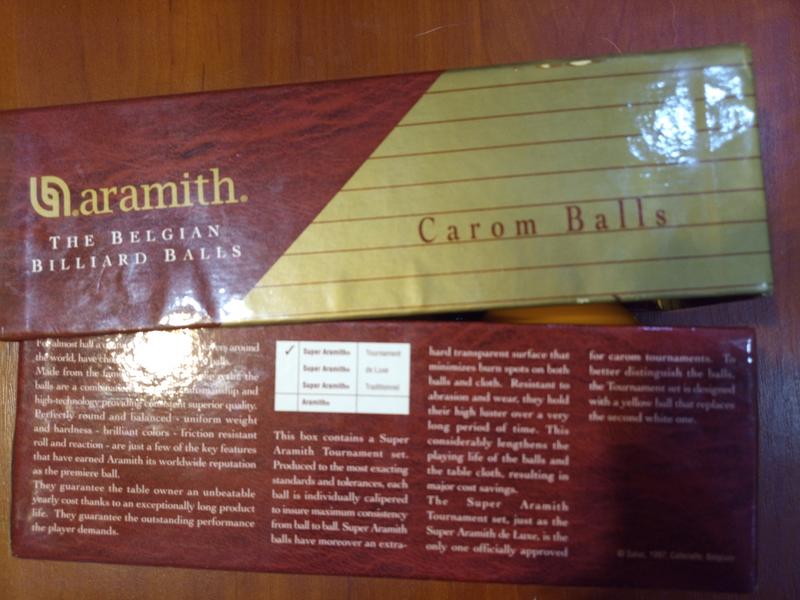 aramith.
THE BELGIAN
BILLIARD BALLS
Carom Balls
For almost half a around
the world, have balls.
Made from the the
balls are a combination and
high-technology providing superior quality.
Perfectly round and balanced - uniform weight
and hardness - brilliant colors - friction resistant
roll and reaction - are just a few of the key features
that have earned Aramith its worldwide reputation
as the premiere ball.
They guarantee the table owner an unbeatable
yearly cost thanks to an exceptionally long product
life. They guarantee the outstanding performance
the player demands.
✓ Super Aramith® Tournament
Super Aramith® de Luxe
Super Aramith® Traditionnel
Aramith®
This box contains a Super
Aramith Tournament set.
Produced to the most exacting
standards and tolerances, each
ball is individually calipered
to insure maximum consistency
from ball to ball. Super Aramith
balls have moreover an extra-
hard transparent surface that
minimizes burn spots on both
balls and cloth. Resistant to
abrasion and wear, they hold
their high luster over a very
long period of time. This
considerably lengthens the
playing life of the balls and
the table cloth, resulting in
major cost savings.
The Super Aramith
Tournament set, just as the
Super Aramith de Luxe, is the
only one officially approved
for carom tournaments. To
better distinguish the balls,
the Tournament set is designed
with a yellow ball that replaces
the second white one.
© Saluc, 1997, Callenelle, Belgium